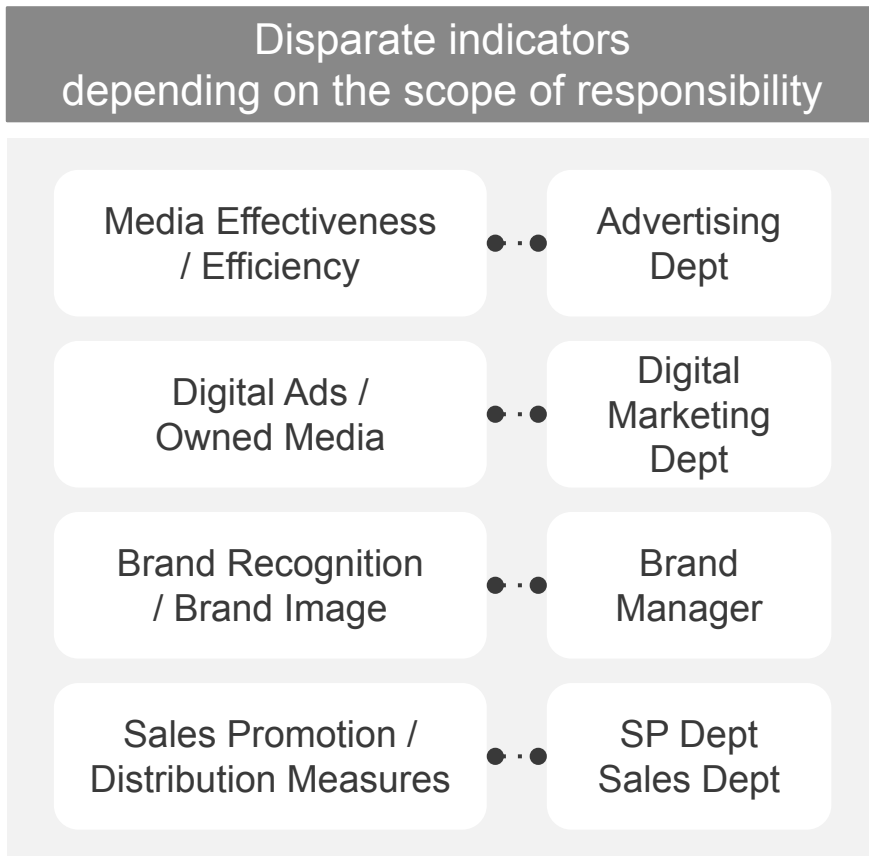 Disparate indicators
depending on the scope of responsibility
Media Effectiveness
/ Efficiency
Advertising
Dept
Digital Ads /
Owned Media
Digital
Marketing
Dept
Brand Recognition
/ Brand Image
Brand
Manager
Sales Promotion /
Distribution Measures
SP Dept
Sales Dept